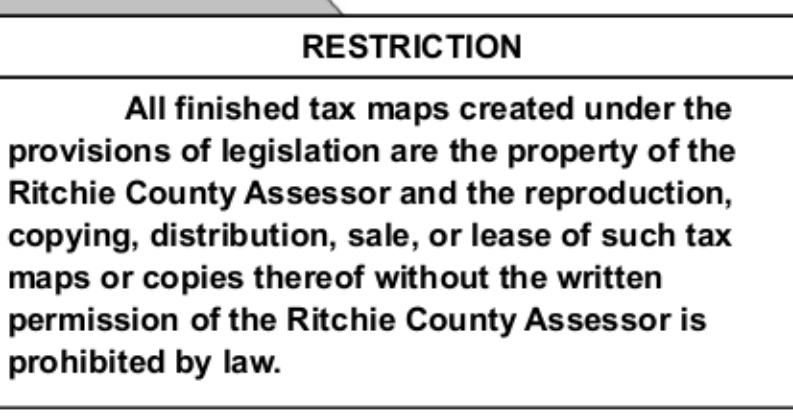 RESTRICTION
All finished tax maps created under the
provisions of legislation are the property of the
Ritchie County Assessor and the reproduction,
copying, distribution, sale, or lease of such tax
maps or copies thereof without the written
permission of the Ritchie County Assessor is
prohibited by law.